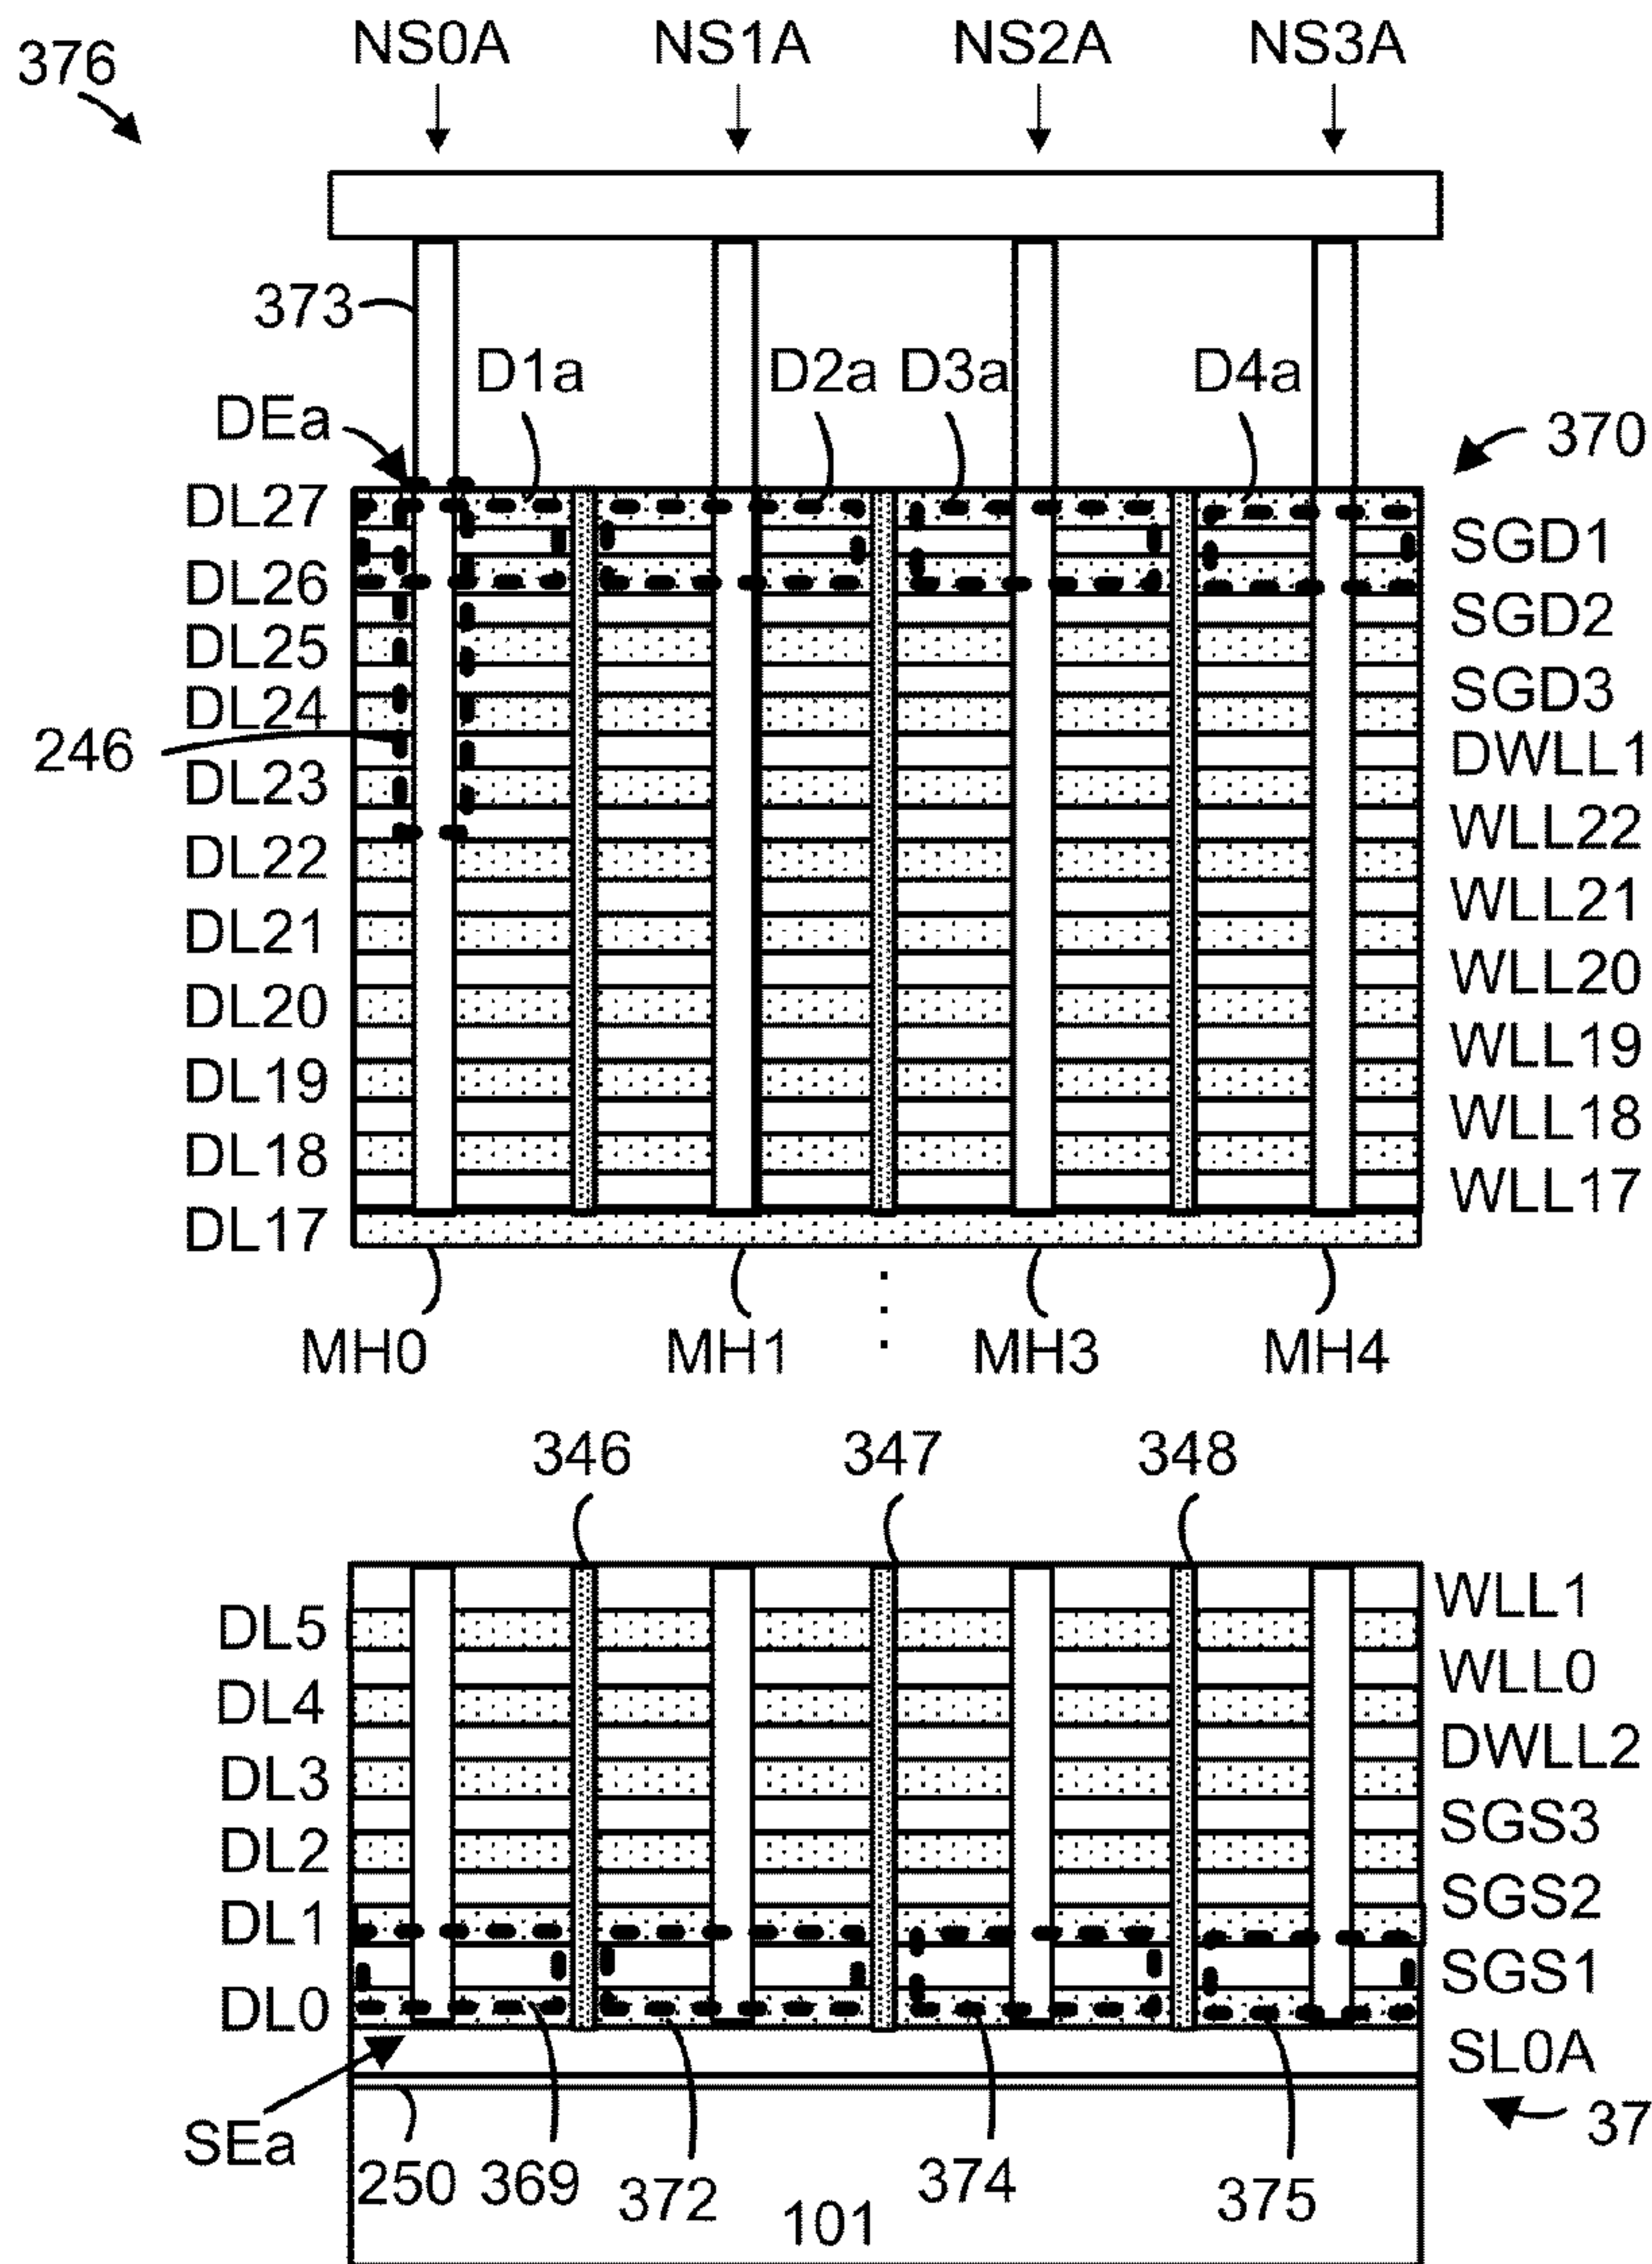 376
NS0A NS1A NS2A NS3A
373
D1a D2a D3a D4a
DEa
370
DL27
SGD1
DL26
SGD2
DL25
SGD3
DL24
246
DWLL1
DL23
WLL22
DL22
WLL21
DL21
WLL20
DL20
WLL19
DL19
WLL18
DL18
WLL17
DL17
MH0 MH1 MH3 MH4
346 347 348
WLL1
DL5
WLL0
DL4
DWLL2
DL3
SGS3
DL2
SGS2
DL1
SGS1
DL0
SL0A
37
SEa
250 369 372 374 375
101